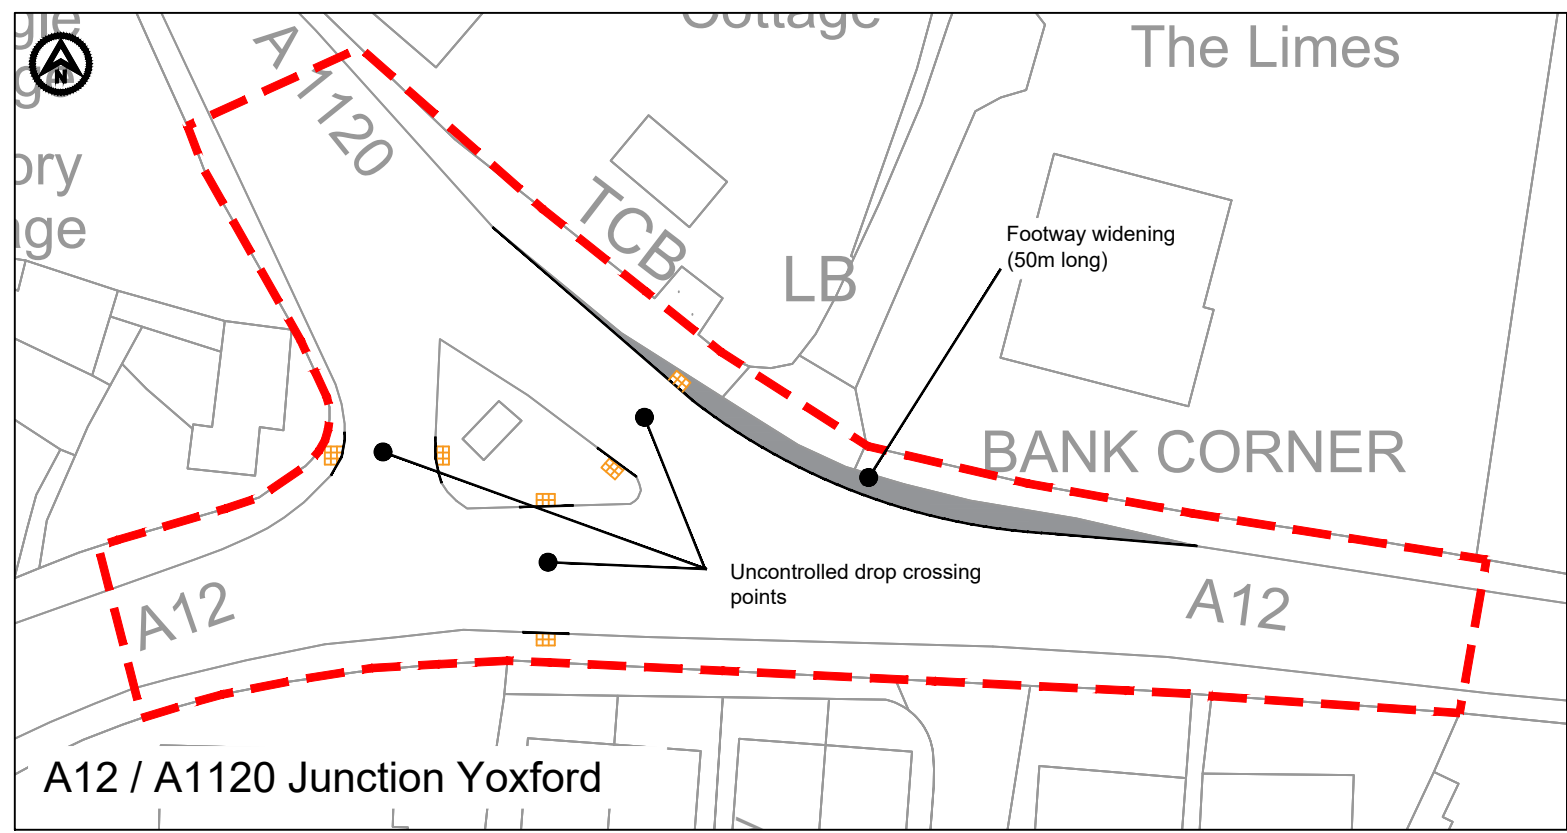 Cottage
The Limes
N
A 1120
TCB
LB
Footway widening
(50m long)
BANK CORNER
Uncontrolled drop crossing
points
A12
A12
A12 / A1120 Junction Yoxford